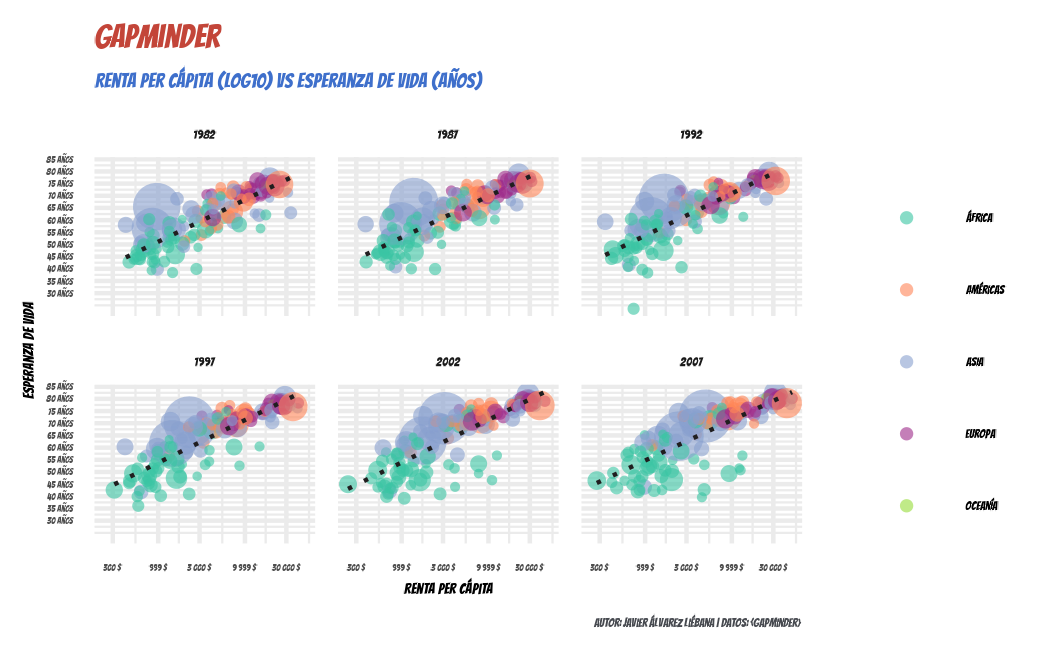 GAPMINDER
RENTA PER CÁPITA (LOG10) VS ESPERANZA DE VIDA (AÑOS)
1982
1987
1992
85 AÑOS
80 AÑOS
75 AÑOS
70 AÑOS
65 AÑOS
60 AÑOS
55 AÑOS
50 AÑOS
45 AÑOS
40 AÑOS
35 AÑOS
30 AÑOS
ESPERANZA DE VIDA
1997
2002
2007
85 AÑOS
80 AÑOS
75 AÑOS
70 AÑOS
65 AÑOS
60 AÑOS
55 AÑOS
50 AÑOS
45 AÑOS
40 AÑOS
35 AÑOS
30 AÑOS
300 $ 999 $ 3 000 $ 9 999 $ 30 000 $
300 $ 999 $ 3 000 $ 9 999 $ 30 000 $
300 $ 999 $ 3 000 $ 9 999 $ 30 000 $
RENTA PER CÁPITA
ÁFRICA
AMÉRICAS
ASIA
EUROPA
OCEANÍA
AUTOR: JAVIER ÁLVAREZ LIÉBANA | DATOS: {GAPMINDER}